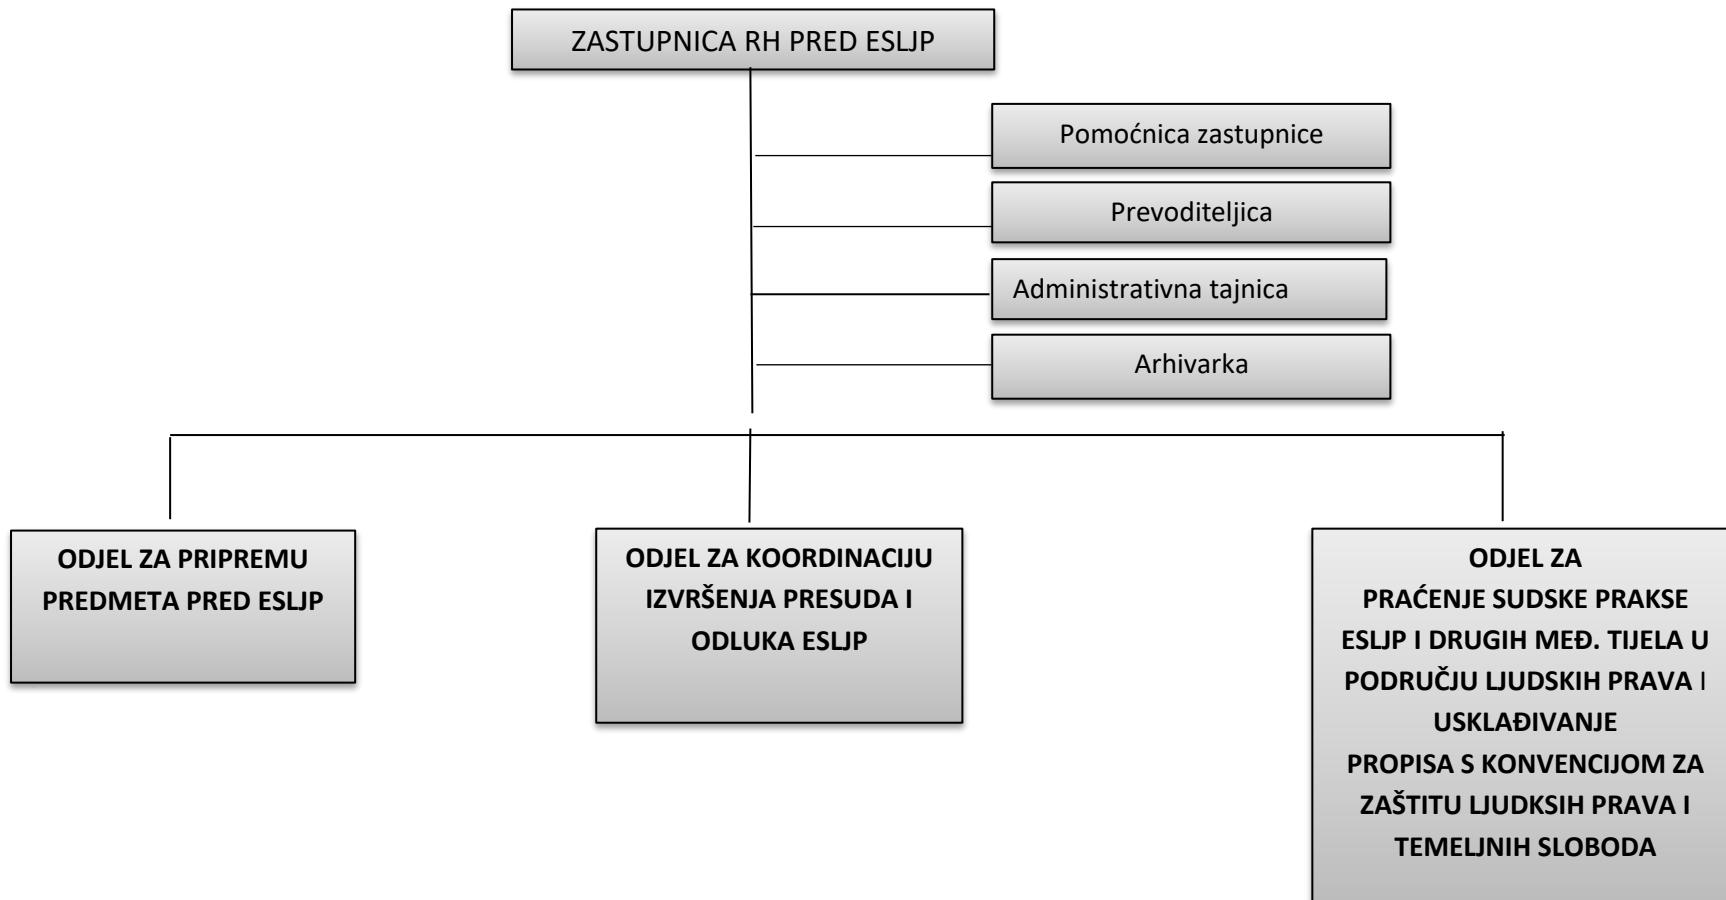 ZASTUPNICA RH PRED ESLJP
Pomoćnica zastupnice
Prevoditeljica
Administrativna tajnica
Arhivarka
ODJEL ZA PRIPREMU
PREDMETA PRED ESLJP
ODJEL ZA KOORDINACIJU
IZVRŠENJA PRESUDA I
ODLUKA ESLJP
ODJEL ZA
PRAĆENJE SUDSKE PRAKSE
ESLJP I DRUGIH MEĐ. TIJELA U
PODRUČJU LJUDSKIH PRAVA I
USKLAĐIVANJE
PROPISA S KONVENCIJOM ZA
ZAŠTITU LJUDKSIH PRAVA I
TEMELJNIH SLOBODA